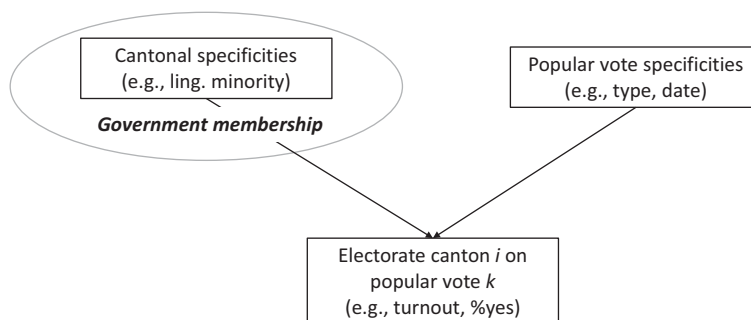 Cantonal specificities
(e.g., ling. minority)
Government membership
Popular vote specificities
(e.g., type, date)
Electorate canton i on
popular vote k
(e.g., turnout, %yes)